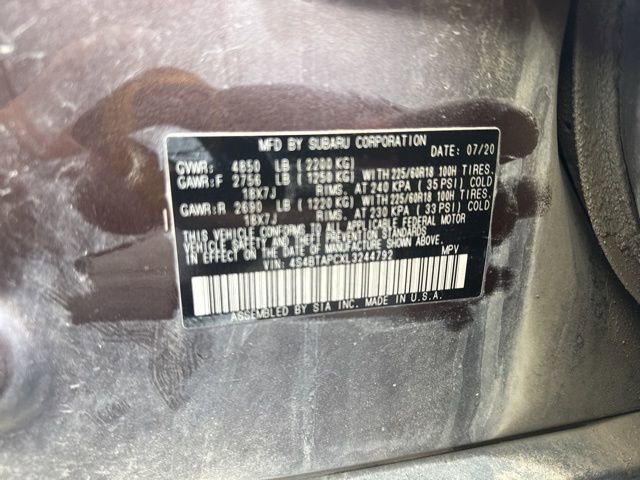 MFD BY SUBARU CORPORATION
DATE: 07/20
GVWR: 4850 LB (2200 KG)
GAWR:F 2756 LB (1250 KG) WITH 225/60R18 100H TIRES.
18X7J RIMS. AT 240 KPA (35 PSI) COLD
GAWR:R 2690 LB (1220 KG) WITH 225/60R18 100H TIRES.
18X7J RIMS. AT 230 KPA (33 PSI) COLD
THIS VEHICLE CONFORMS TO ALL APPLICABLE FEDERAL MOTOR
VEHICLE SAFETY AND BUMPER STANDARDS IN EFFECT ON THE
DATE OF MANUFACTURE SHOWN ABOVE.
VIN: 4S4BTAPCXL3244792 MPV
ASSEMBLED BY SIA INC. MADE IN U.S.A.